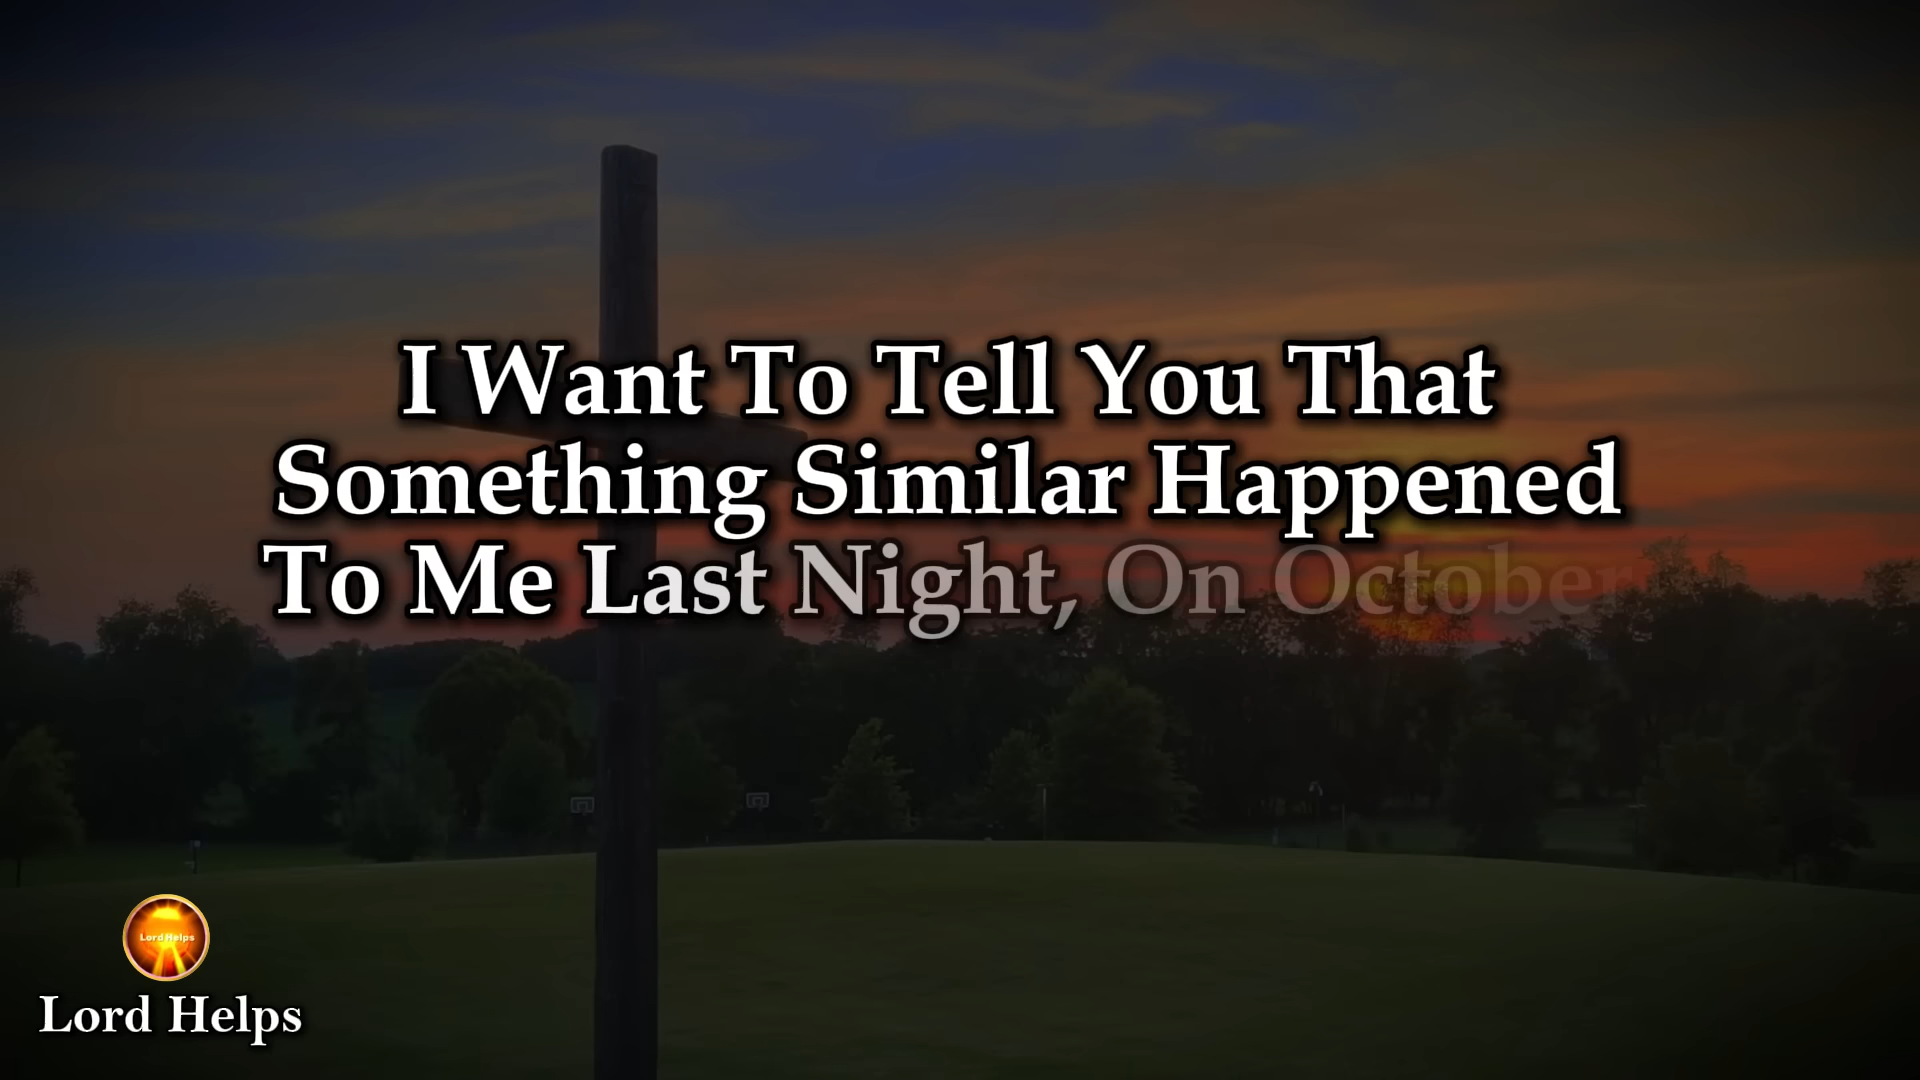 I Want To Tell You That
Something Similar Happened
To Me Last Night, On October
Lord Helps
Lord Helps